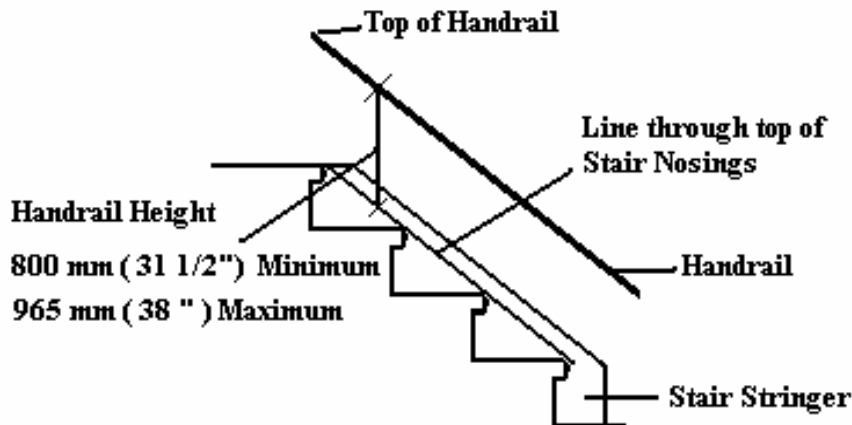 Top of Handrail
Line through top of
Stair Nosings
Handrail Height
800 mm ( 31 1/2") Minimum
965 mm ( 38 " ) Maximum
Handrail
Stair Stringer